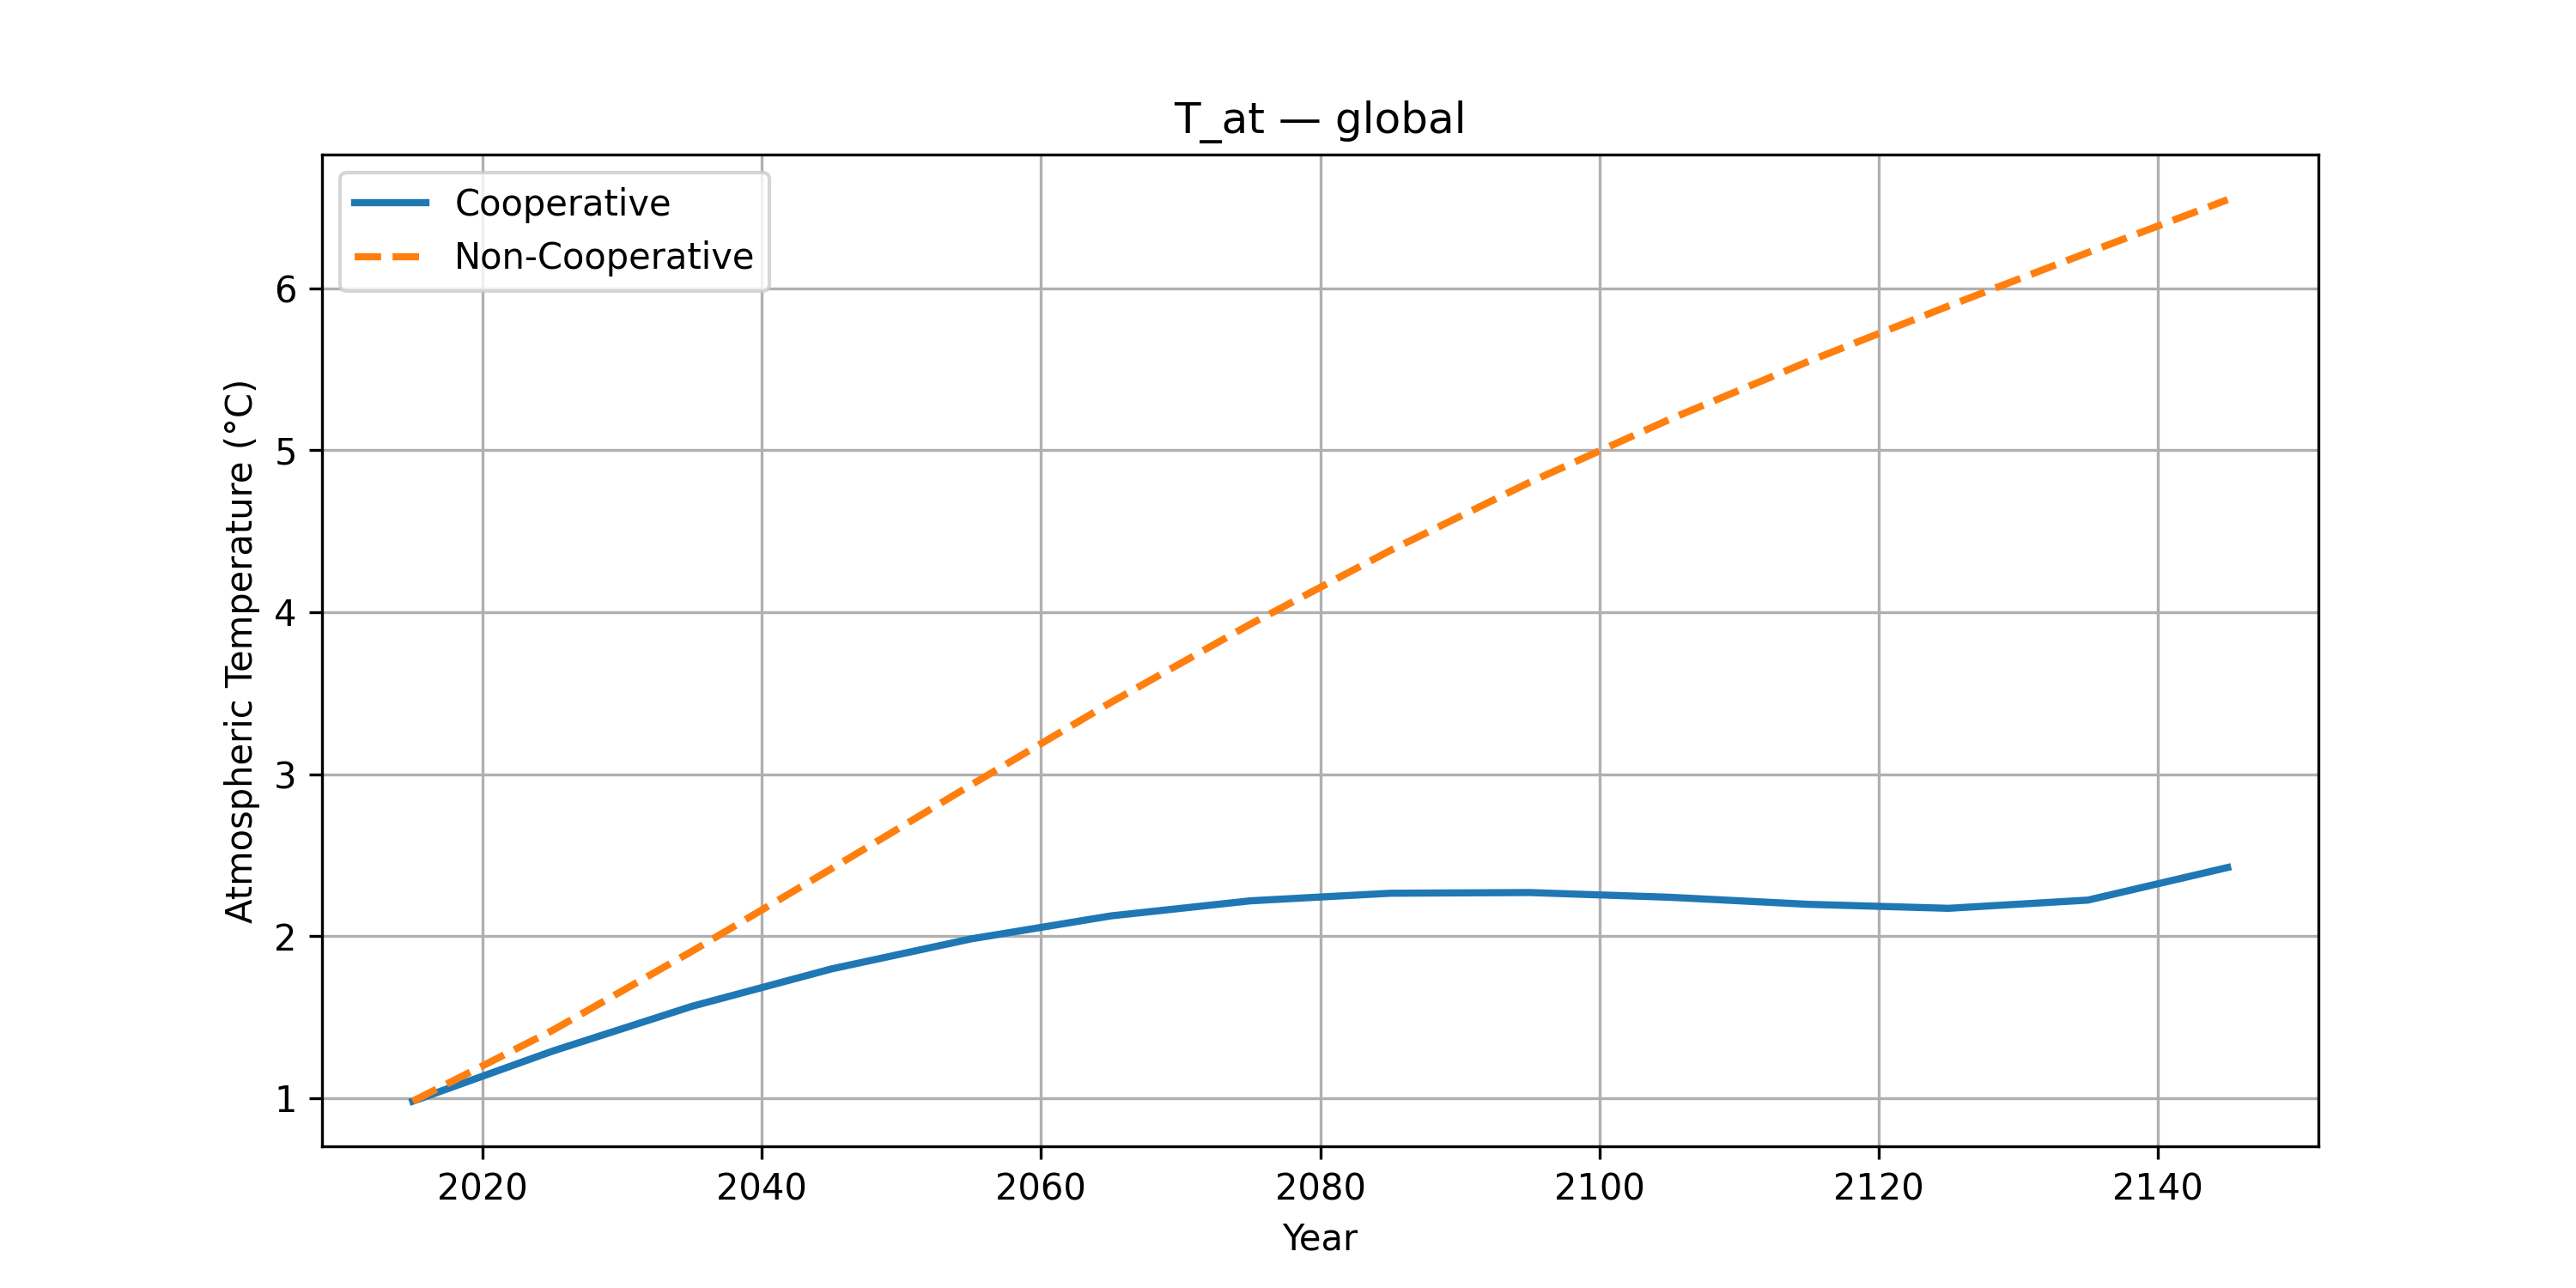 T_at — global
Cooperative
Non-Cooperative
Atmospheric Temperature (°C)
6
5
4
3
2
1
2020 2040 2060 2080 2100 2120 2140
Year